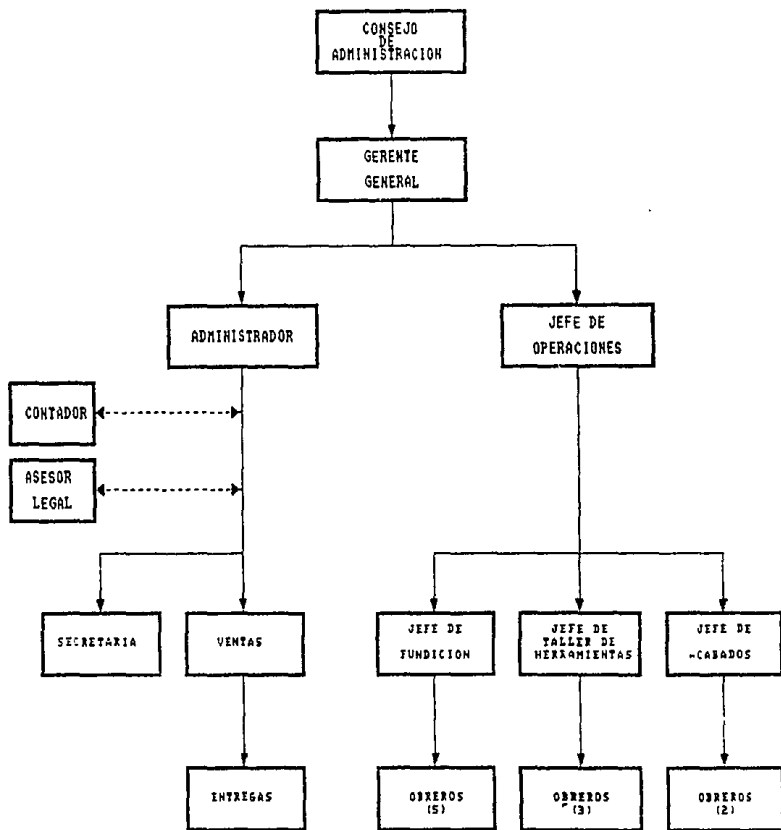 CONSEJO
DE
ADMINISTRACION
GERENTE
GENERAL
ADMINISTRADOR
JEFE DE
OPERACIONES
CONTADOR
ASESOR
LEGAL
SECRETARIA
VENTAS
JEFE DE
FUNDICION
JEFE DE
TALLER DE
HERRAMIENTAS
JEFE DE
ACABADOS
ENTREGAS
OBREROS
(5)
OBREROS
(3)
OBREROS
(2)